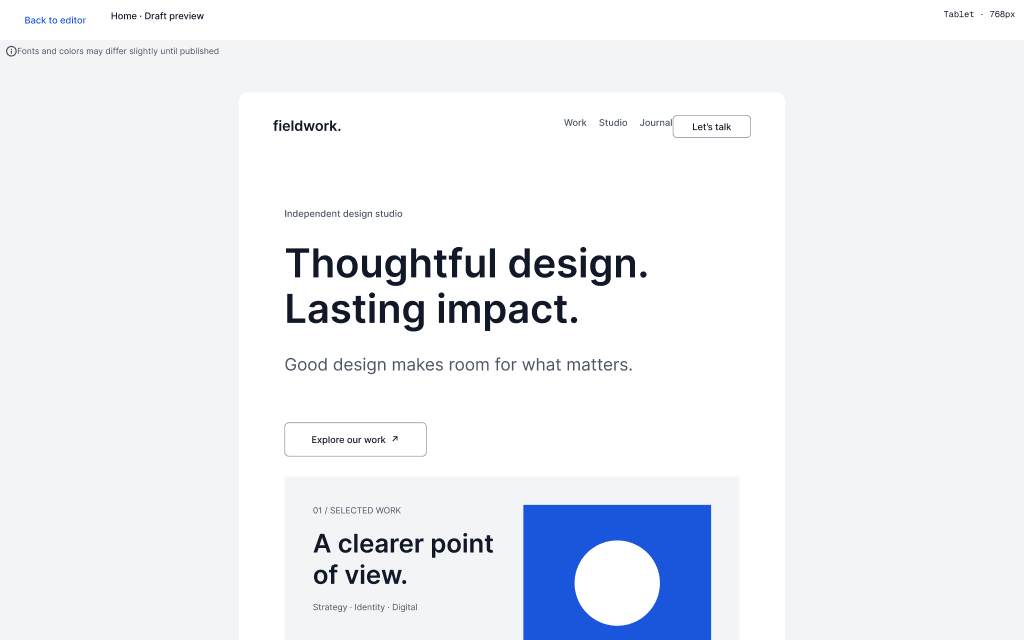 Back to editor
Home · Draft preview
Tablet · 768px
Fonts and colors may differ slightly until published
fieldwork.
Work
Studio
Journal
Let's talk
Independent design studio
Thoughtful design.
Lasting impact.
Good design makes room for what matters.
Explore our work ↗
01 / SELECTED WORK
A clearer point
of view.
Strategy · Identity · Digital